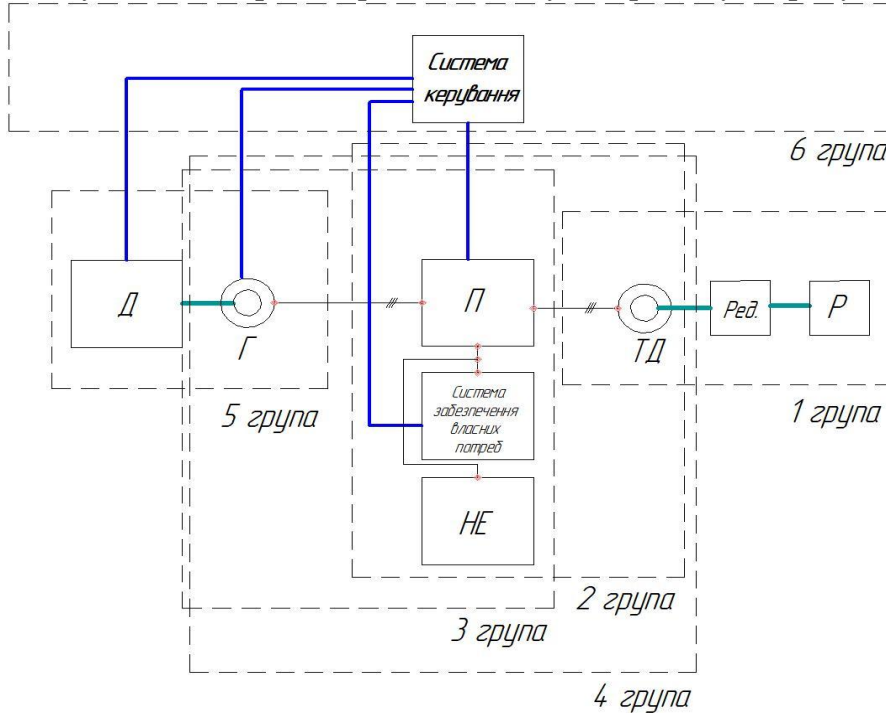 Система
керування
6 група
Д
Г
П
ТД
Ред.
Р
Система
забезпечення
власних
потреб
5 група
1 група
НЕ
2 група
3 група
4 група